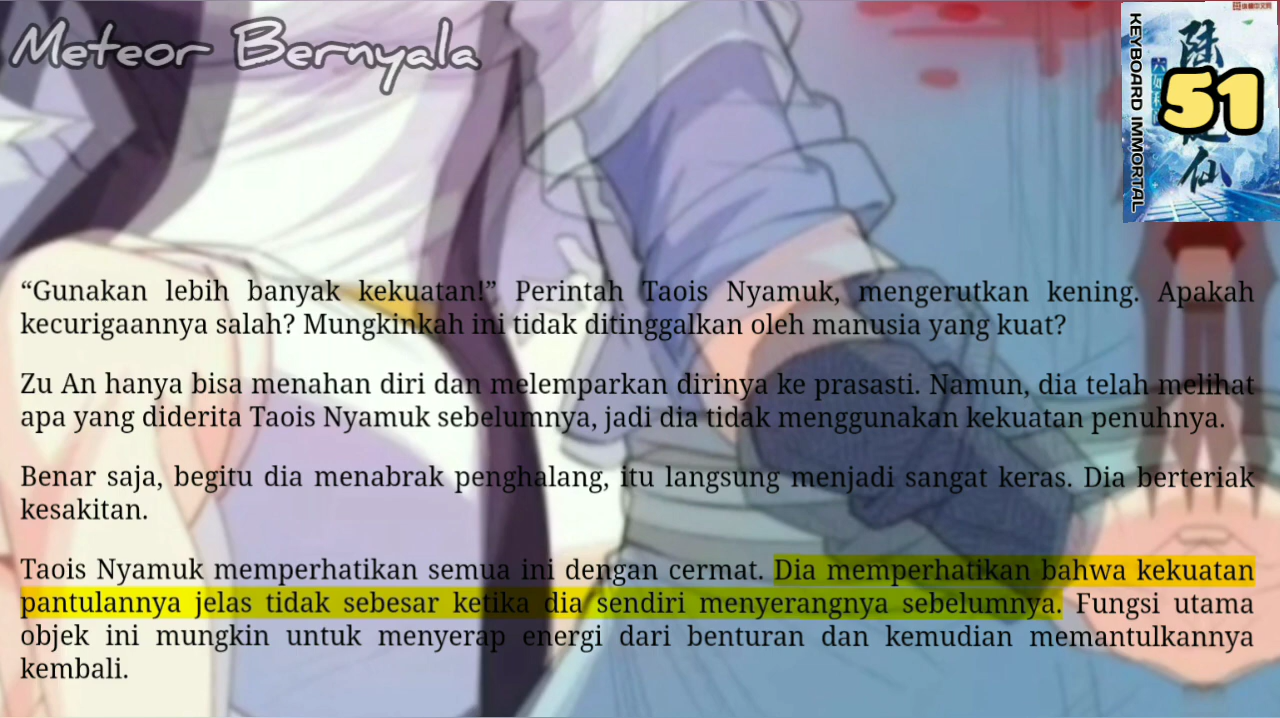 Meteor Bernyala
KEYBOARD IMMORTAL
51
“Gunakan lebih banyak kekuatan!” Perintah Taois Nyamuk, mengerutkan kening. Apakah
kecurigaannya salah? Mungkinkah ini tidak ditinggalkan oleh manusia yang kuat?
Zu An hanya bisa menahan diri dan melemparkan dirinya ke prasasti. Namun, dia telah melihat
apa yang diderita Taois Nyamuk sebelumnya, jadi dia tidak menggunakan kekuatan penuhnya.
Benar saja, begitu dia menabrak penghalang, itu langsung menjadi sangat keras. Dia berteriak
kesakitan.
Taois Nyamuk memperhatikan semua ini dengan cermat. Dia memperhatikan bahwa kekuatan
pantulannya jelas tidak sebesar ketika dia sendiri menyerangnya sebelumnya. Fungsi utama
objek ini mungkin untuk menyerap energi dari benturan dan kemudian memantulkannya
kembali.